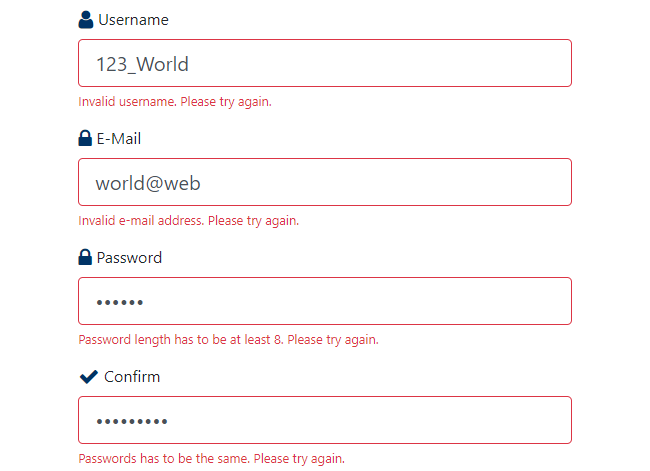 Username
123_World
Invalid username. Please try again.
E-Mail
world@web
Invalid e-mail address. Please try again.
Password
••••••
Password length has to be at least 8. Please try again.
Confirm
•••••••••
Passwords has to be the same. Please try again.